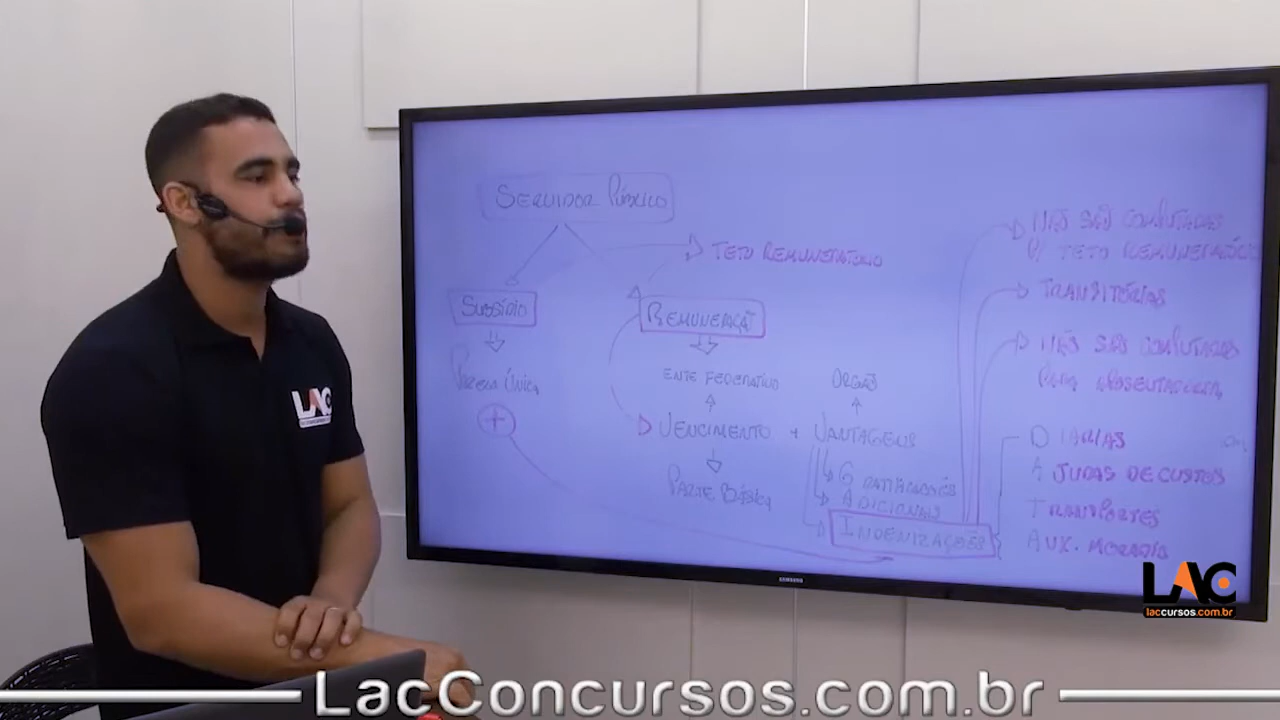 SERVIDOR PÚBLICO
TETO REMUNERATÓRIO
SUBSÍDIO
REMUNERAÇÃO
PARCELA ÚNICA
+
ENTE FEDERATIVO
ÓRGÃO
VENCIMENTO + VANTAGENS
PARTE BÁSICA
GRATIFICAÇÕES
ADICIONAIS
INDENIZAÇÕES
NÃO SÃO COMPUTADAS
P/ TETO REMUNERATÓRIO
TRANSITÓRIAS
NÃO SÃO COMPUTADAS
PARA APOSENTADORIA
DIÁRIAS
AJUDAS DE CUSTOS
TRANSPORTES
AUX. MORADIA
SAMSUNG
LAC
LAC
laccursos.com.br
LacConcursos.com.br